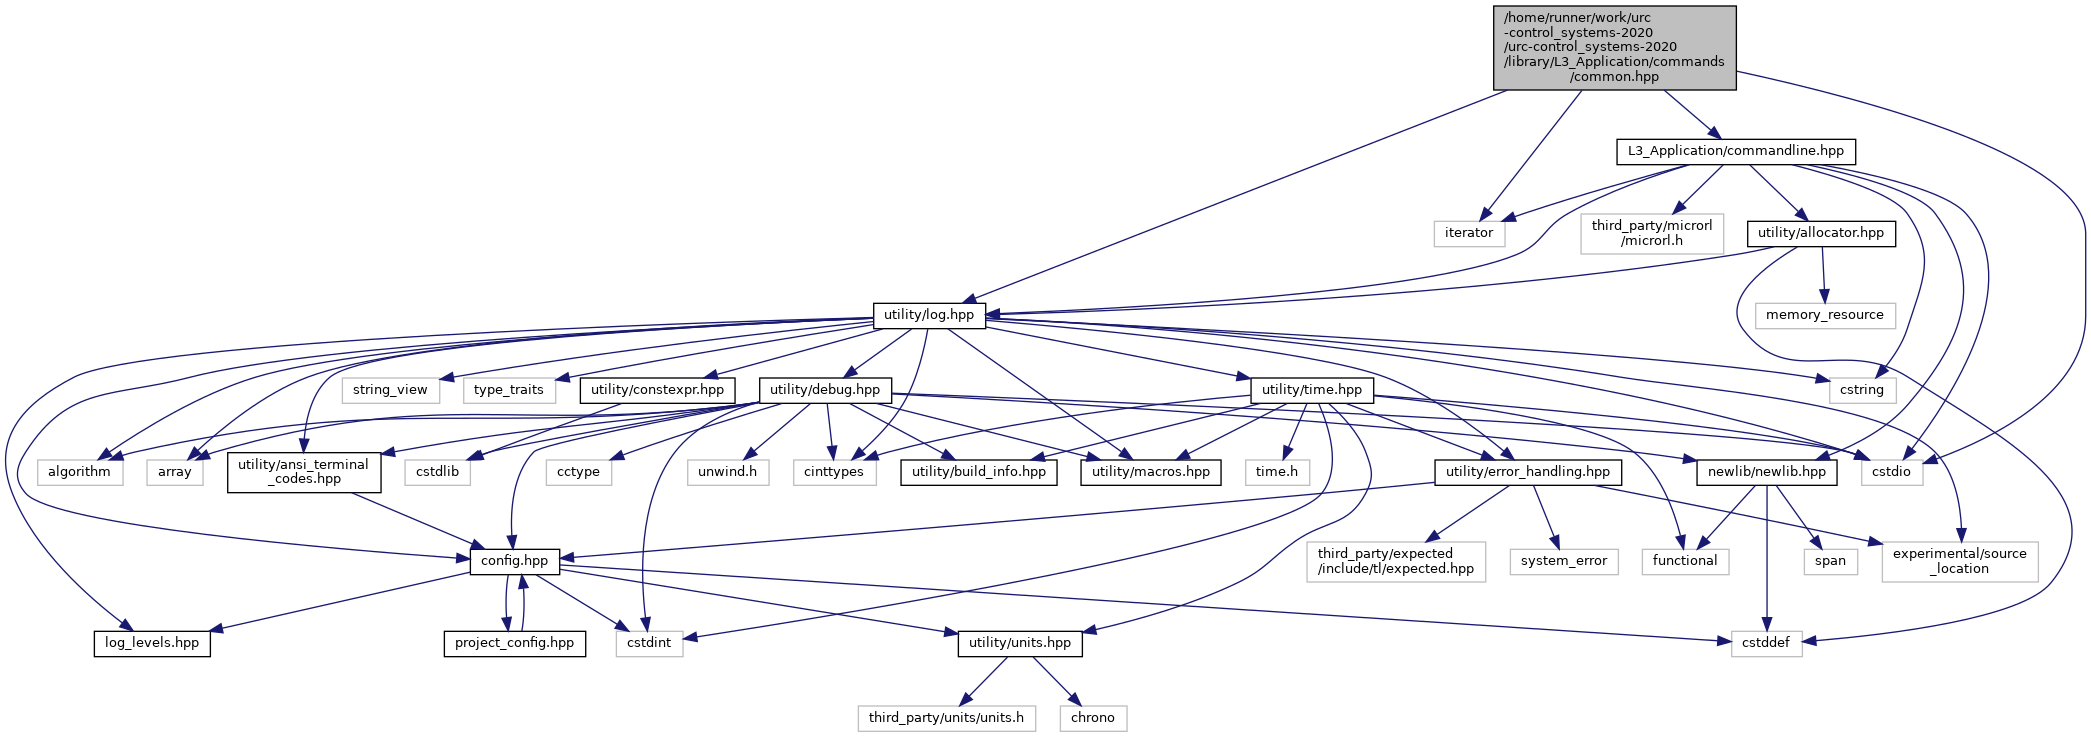 /home/runner/work/urc
-control_systems-2020
/urc-control_systems-2020
/library/L3_Application/commands
/common.hpp
L3_Application/commandline.hpp
iterator
third_party/microrl
/microrl.h
utility/allocator.hpp
utility/log.hpp
memory_resource
string_view
type_traits
utility/constexpr.hpp
utility/debug.hpp
utility/time.hpp
cstring
algorithm
array
utility/ansi_terminal
_codes.hpp
cstdlib
cctype
unwind.h
cinttypes
utility/build_info.hpp
utility/macros.hpp
time.h
utility/error_handling.hpp
newlib/newlib.hpp
cstdio
config.hpp
third_party/expected
/include/tl/expected.hpp
system_error
functional
span
experimental/source
_location
log_levels.hpp
project_config.hpp
cstdint
utility/units.hpp
cstddef
third_party/units/units.h
chrono